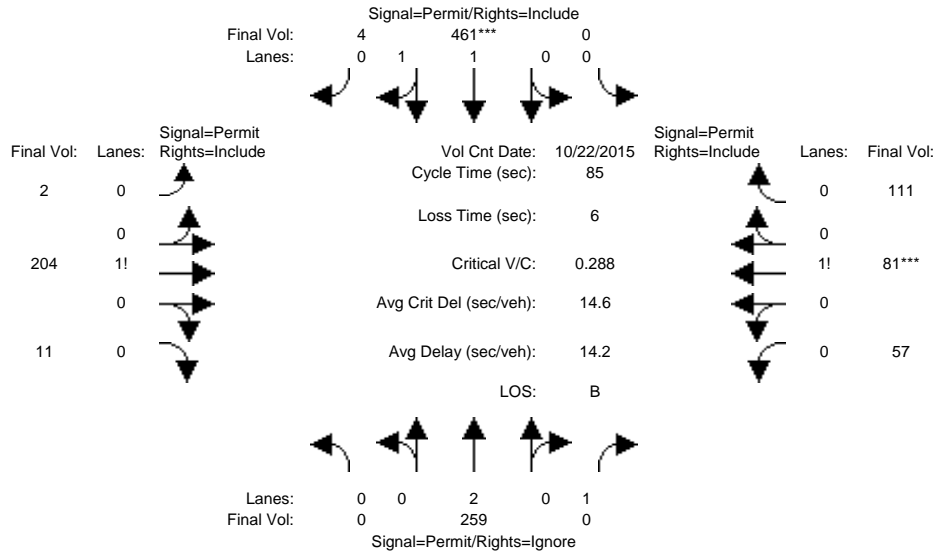 Signal=Permit/Rights=Include
Final Vol: 4 461*** 0
Lanes: 0 1 1 0 0
Signal=Permit Signal=Permit
Final Vol: Lanes: Rights=Include Vol Cnt Date: 10/22/2015 Rights=Include Lanes: Final Vol:
Cycle Time (sec): 85
2 0 0 111
Loss Time (sec): 6
0 0
204 1! Critical V/C: 0.288 1! 81***
0 Avg Crit Del (sec/veh): 14.6 0
11 0 Avg Delay (sec/veh): 14.2 0 57
LOS: B
Lanes: 0 0 2 0 1
Final Vol: 0 259 0
Signal=Permit/Rights=Ignore